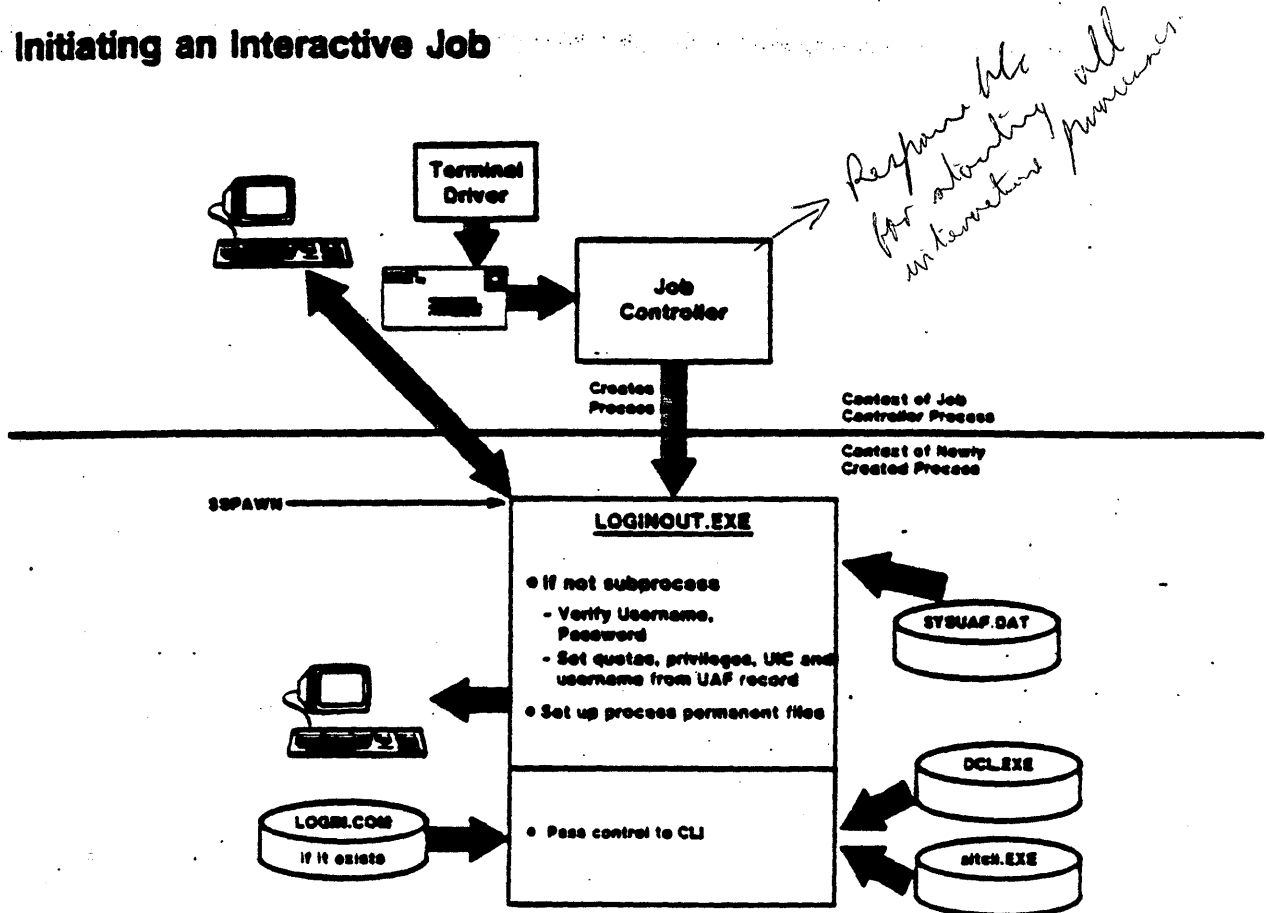 Initiating an Interactive Job
Responsible
for starting all
interactive processes.
Terminal
Driver
Job
Controller
Creates
Process
Context of Job
Controller Process
Context of Newly
Created Process
SSPAWN
LOGINOUT.EXE
• If not subprocess
- Verify Username,
Password
- Set quotas, privileges, UIC and
username from UAF record
• Set up process permanent files
SYSUAF.DAT
DCL.EXE
LOGIN.COM
if it exists
• Pass control to CLI
altcli.EXE